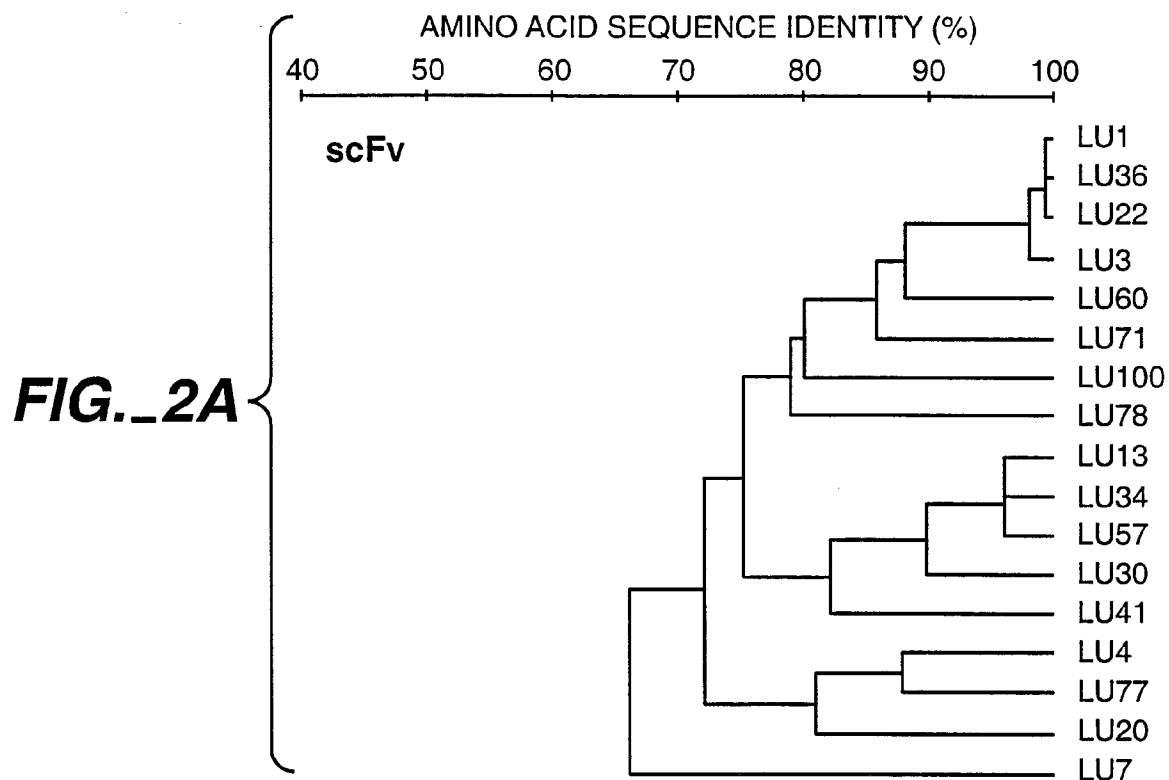 AMINO ACID SEQUENCE IDENTITY (%)
40 50 60 70 80 90 100
scFv
LU1
LU36
LU22
LU3
LU60
LU71
LU100
FIG._2A
LU78
LU13
LU34
LU57
LU30
LU41
LU4
LU77
LU20
LU7